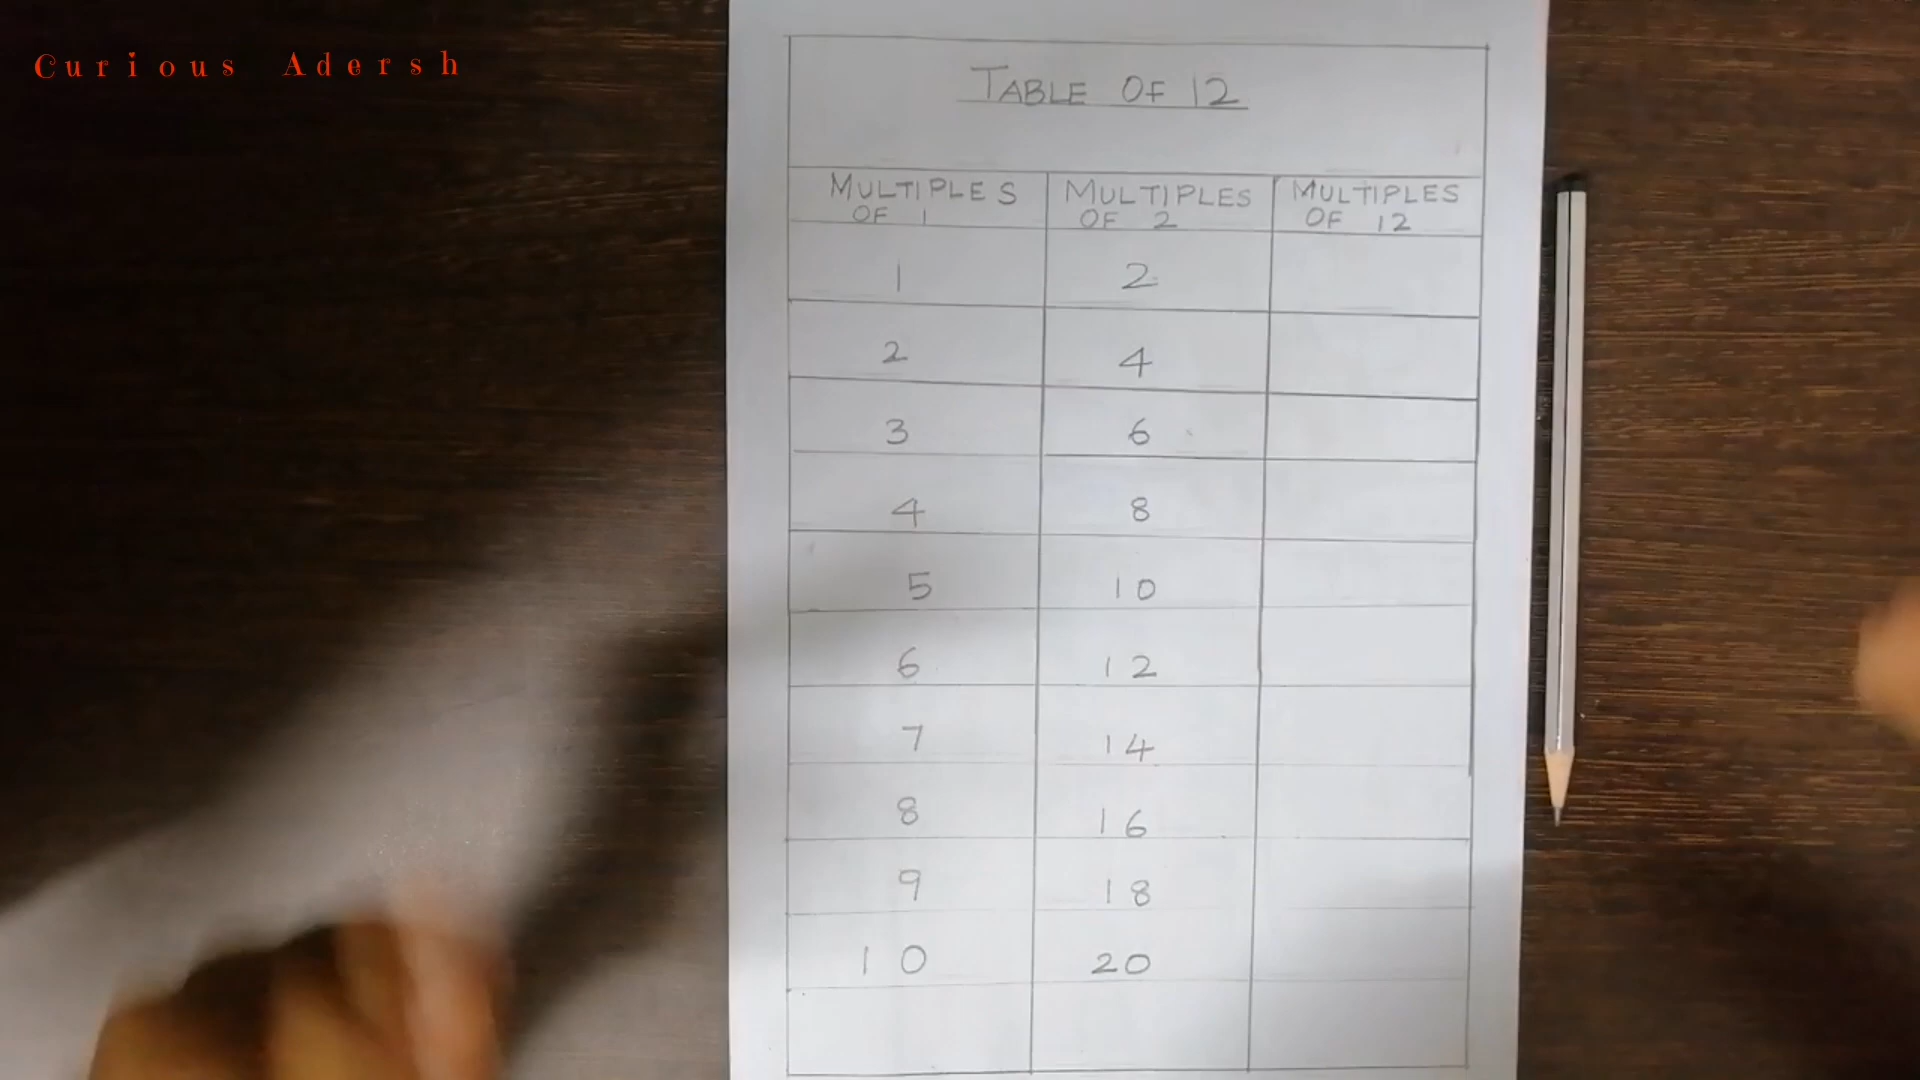 Curious Adersh
TABLE OF 12
MULTIPLES OF 1
MULTIPLES OF 2
MULTIPLES OF 12
1 2
2 4
3 6
4 8
5 10
6 12
7 14
8 16
9 18
10 20